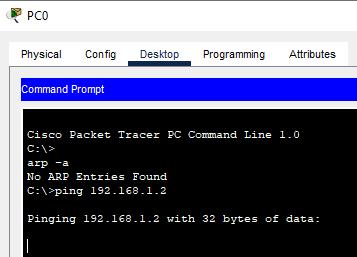 PC0
Physical Config Desktop Programming Attributes
Command Prompt
Cisco Packet Tracer PC Command Line 1.0
C:\>
arp -a
No ARP Entries Found
C:\>ping 192.168.1.2
Pinging 192.168.1.2 with 32 bytes of data: